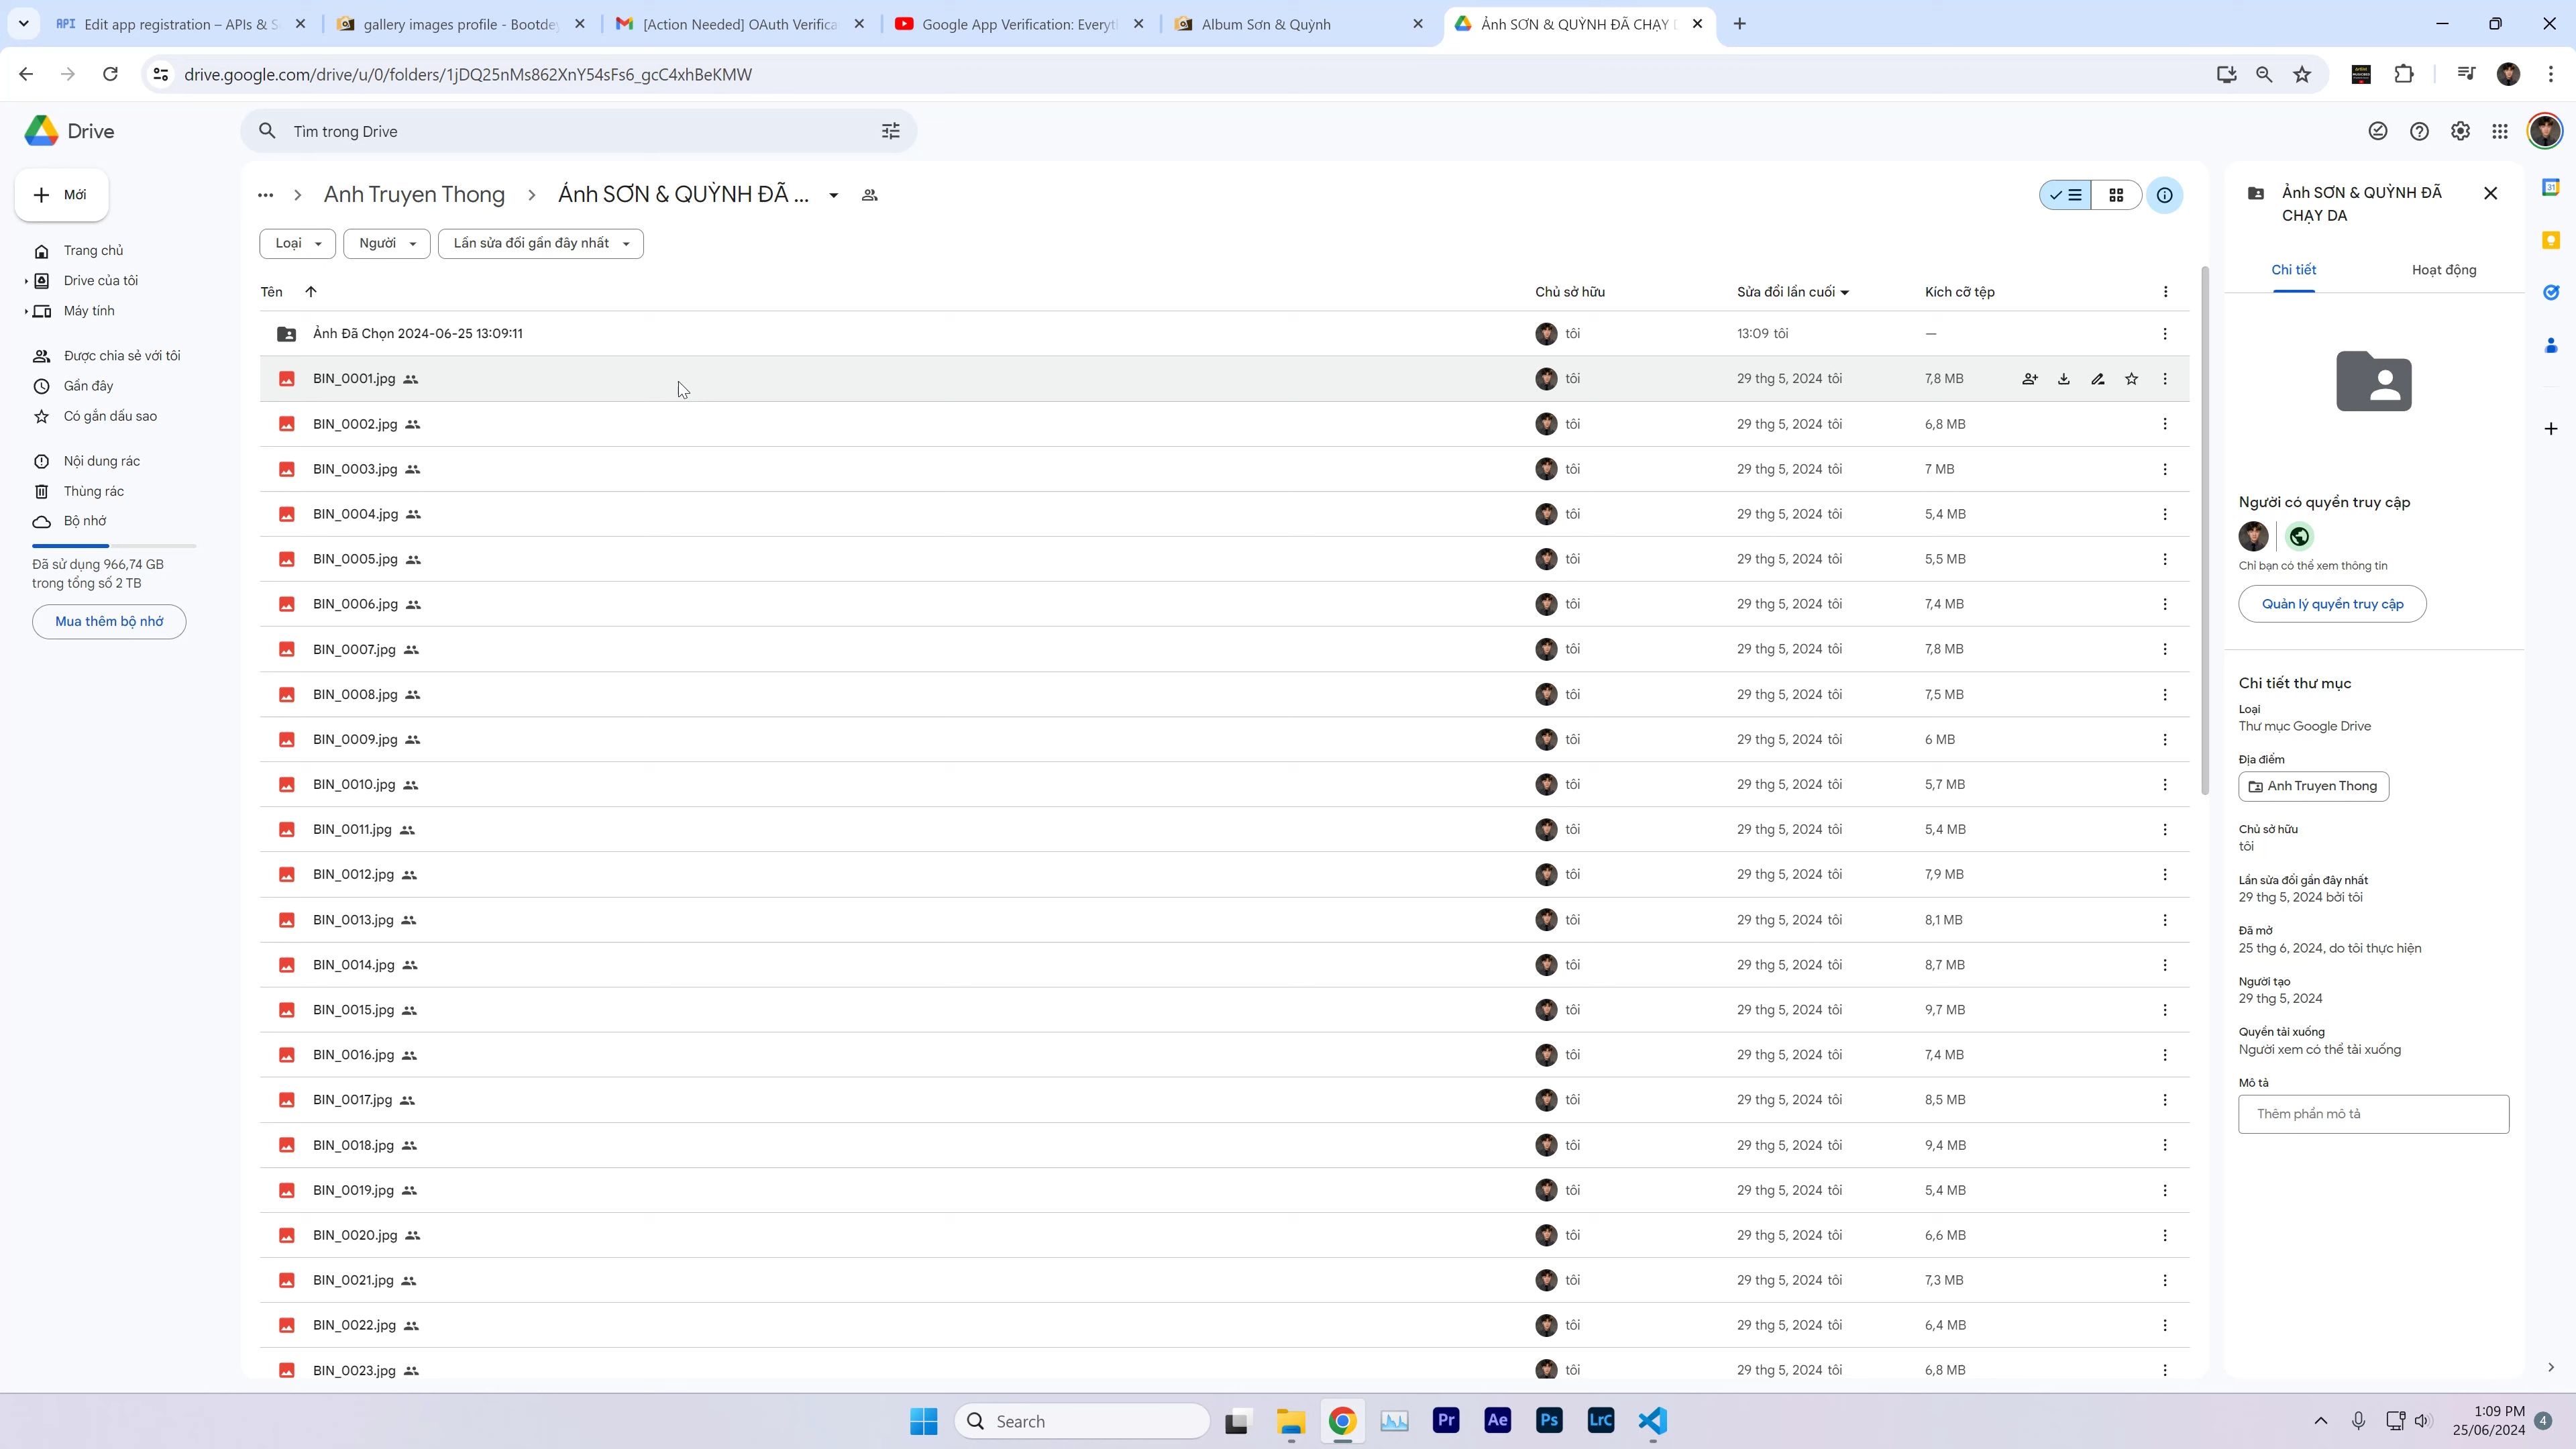 Edit app registration – APIs & S
gallery images profile - Bootdey
[Action Needed] OAuth Verifica
Google App Verification: Everyt
Album Sơn & Quỳnh
Ảnh SƠN & QUỲNH ĐÃ CHẠY D
drive.google.com/drive/u/0/folders/1jDQ25nMs862XnY54sFs6_gcC4xhBeKMW
Drive
Tìm trong Drive
Mới
Trang chủ
Drive của tôi
Máy tính
Được chia sẻ với tôi
Gần đây
Có gắn dấu sao
Nội dung rác
Thùng rác
Bộ nhớ
Đã sử dụng 966,74 GB
trong tổng số 2 TB
Mua thêm bộ nhớ
Anh Truyen Thong
Ảnh SƠN & QUỲNH ĐÃ ...
Loại
Người
Lần sửa đổi gần đây nhất
Tên Chủ sở hữu Sửa đổi lần cuối Kích cỡ tệp
Ảnh Đã Chọn 2024-06-25 13:09:11 tôi 13:09 tôi —
BIN_0001.jpg tôi 29 thg 5, 2024 tôi 7,8 MB
BIN_0002.jpg tôi 29 thg 5, 2024 tôi 6,8 MB
BIN_0003.jpg tôi 29 thg 5, 2024 tôi 7 MB
BIN_0004.jpg tôi 29 thg 5, 2024 tôi 5,4 MB
BIN_0005.jpg tôi 29 thg 5, 2024 tôi 5,5 MB
BIN_0006.jpg tôi 29 thg 5, 2024 tôi 7,4 MB
BIN_0007.jpg tôi 29 thg 5, 2024 tôi 7,8 MB
BIN_0008.jpg tôi 29 thg 5, 2024 tôi 7,5 MB
BIN_0009.jpg tôi 29 thg 5, 2024 tôi 6 MB
BIN_0010.jpg tôi 29 thg 5, 2024 tôi 5,7 MB
BIN_0011.jpg tôi 29 thg 5, 2024 tôi 5,4 MB
BIN_0012.jpg tôi 29 thg 5, 2024 tôi 7,9 MB
BIN_0013.jpg tôi 29 thg 5, 2024 tôi 8,1 MB
BIN_0014.jpg tôi 29 thg 5, 2024 tôi 8,7 MB
BIN_0015.jpg tôi 29 thg 5, 2024 tôi 9,7 MB
BIN_0016.jpg tôi 29 thg 5, 2024 tôi 7,4 MB
BIN_0017.jpg tôi 29 thg 5, 2024 tôi 8,5 MB
BIN_0018.jpg tôi 29 thg 5, 2024 tôi 9,4 MB
BIN_0019.jpg tôi 29 thg 5, 2024 tôi 5,4 MB
BIN_0020.jpg tôi 29 thg 5, 2024 tôi 6,6 MB
BIN_0021.jpg tôi 29 thg 5, 2024 tôi 7,3 MB
BIN_0022.jpg tôi 29 thg 5, 2024 tôi 6,4 MB
BIN_0023.jpg tôi 29 thg 5, 2024 tôi 6,8 MB
Ảnh SƠN & QUỲNH ĐÃ
CHẠY DA
Chi tiết
Hoạt động
Người có quyền truy cập
Chỉ bạn có thể xem thông tin
Quản lý quyền truy cập
Chi tiết thư mục
Loại
Thư mục Google Drive
Địa điểm
Anh Truyen Thong
Chủ sở hữu
tôi
Lần sửa đổi gần đây nhất
29 thg 5, 2024 bởi tôi
Đã mở
25 thg 6, 2024, do tôi thực hiện
Người tạo
29 thg 5, 2024
Quyền tải xuống
Người xem có thể tải xuống
Mô tả
Thêm phần mô tả
Search
Pr
Ae
Ps
LrC
1:09 PM
25/06/2024
4